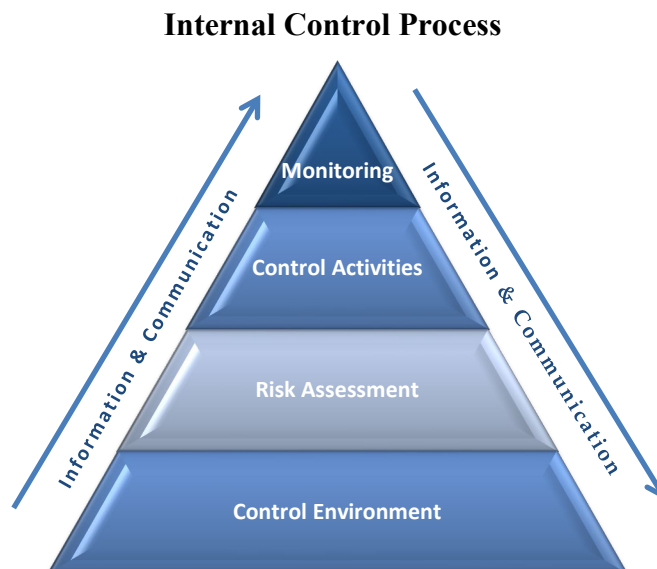 Internal Control Process
Monitoring
Control Activities
Risk Assessment
Control Environment
Information & Communication
Information & Communication